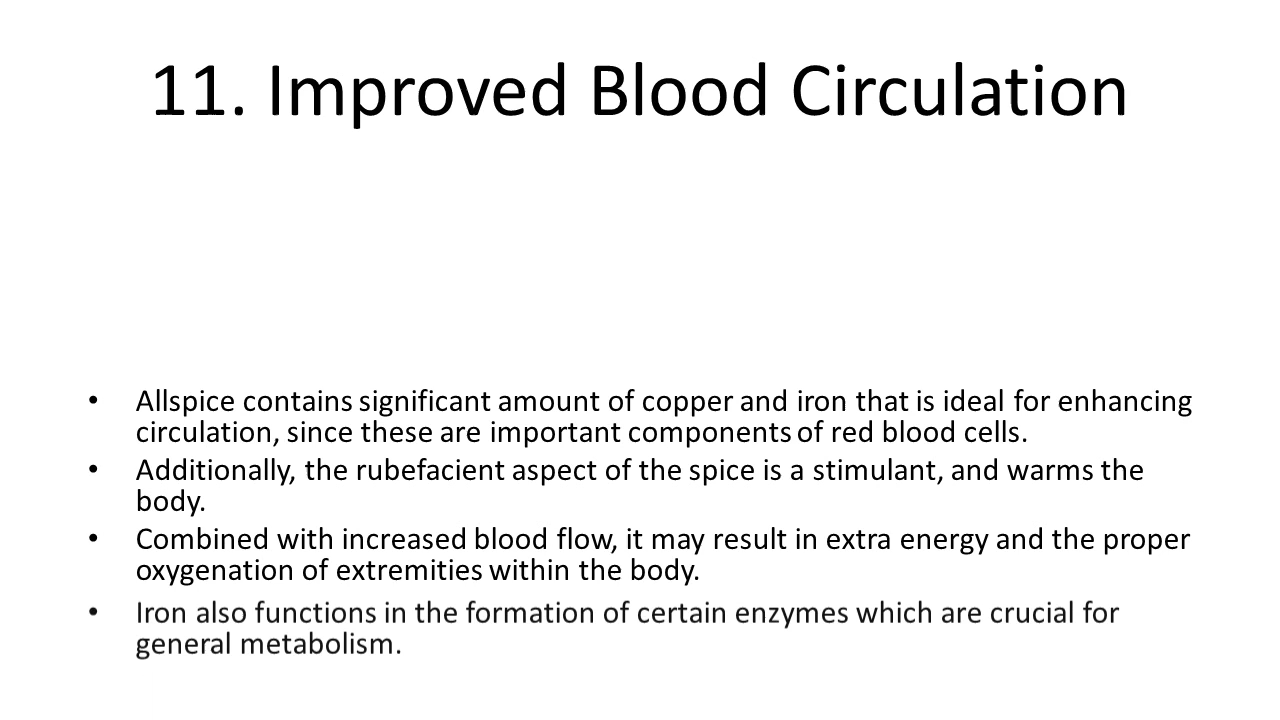 11. Improved Blood Circulation
• Allspice contains significant amount of copper and iron that is ideal for enhancing
circulation, since these are important components of red blood cells.
• Additionally, the rubefacient aspect of the spice is a stimulant, and warms the
body.
• Combined with increased blood flow, it may result in extra energy and the proper
oxygenation of extremities within the body.
• Iron also functions in the formation of certain enzymes which are crucial for
general metabolism.